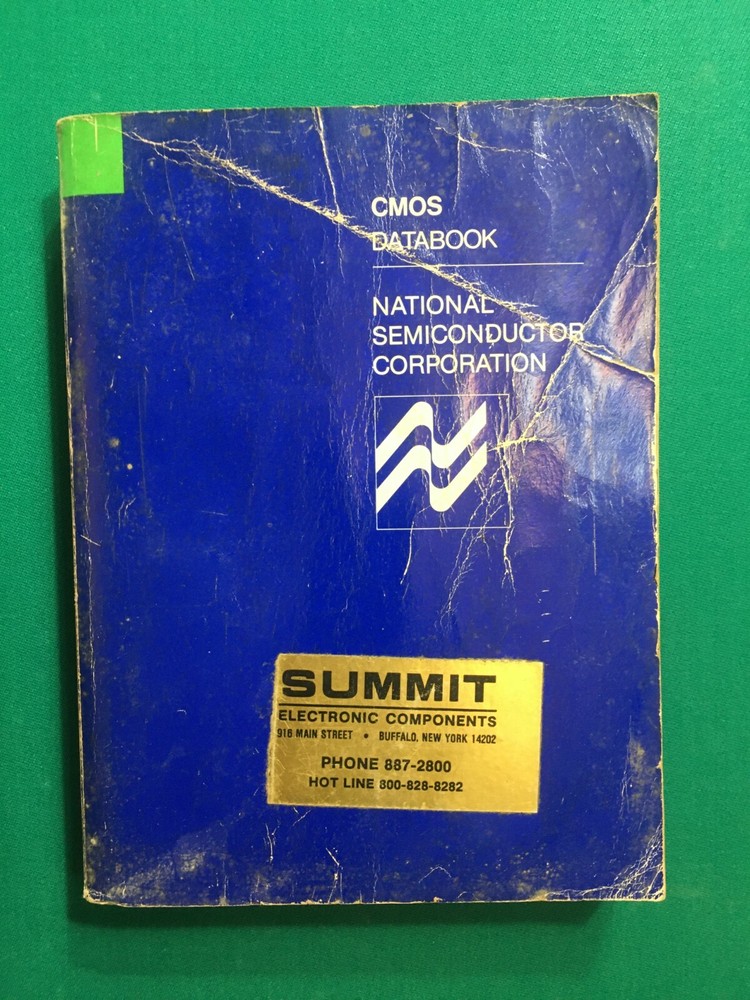 CMOS
DATABOOK
NATIONAL
SEMICONDUCTOR
CORPORATION
SUMMIT
ELECTRONIC COMPONENTS
916 MAIN STREET • BUFFALO, NEW YORK 14202
PHONE 887-2800
HOT LINE 800-828-8282